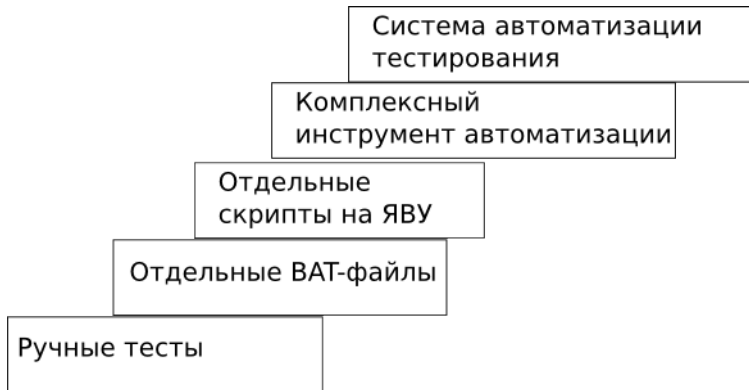 Система автоматизации
тестирования
Комплексный
инструмент автоматизации
Отдельные
скрипты на ЯВУ
Отдельные BAT-файлы
Ручные тесты